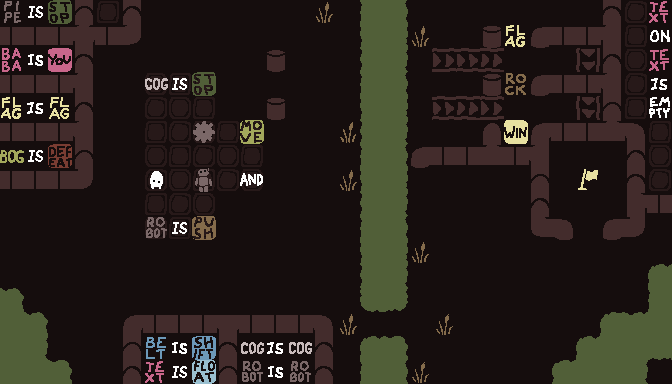 PIPE IS STOP
TEXT
FLAG
ON
BABA IS YOU
TEXT
COG IS STOP
ROCK
IS
FLAG IS FLAG
EMPTY
MOVE
WIN
BOG IS DEFEAT
AND
ROBOT IS PUSH
BELT IS SHIFT
COG IS COG
TEXT IS FLOAT
ROBOT IS ROBOT